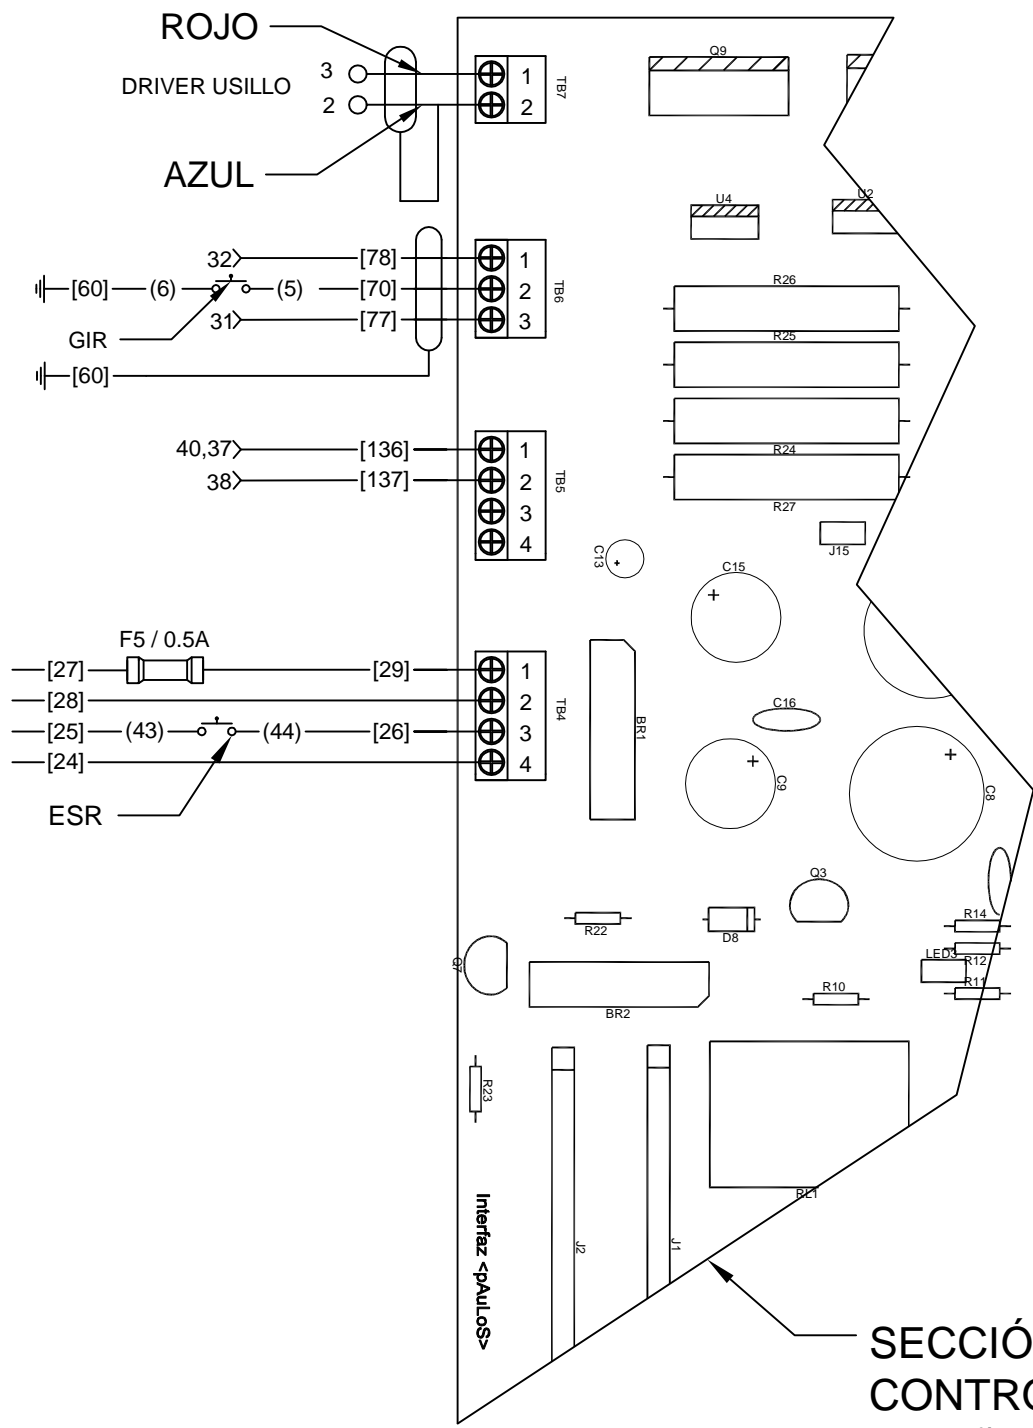 ROJO
DRIVER USILLO
3
2
AZUL
1
2
TB7
Q9
U4
U2
32
[78]
[60]
(6)
(5)
[70]
31
[77]
GIR
[60]
1
2
3
TB6
R26
R25
R24
R27
J15
40,37
[136]
38
[137]
1
2
3
4
TB5
C13
+
C15
+
F5 / 0.5A
[27]
[29]
[28]
[25]
(43)
(44)
[26]
[24]
ESR
1
2
3
4
TB4
BR1
C16
+
C9
+
C8
Q3
R22
D8
R14
R12
LED3
R11
Q7
BR2
R10
R23
RL1
J2
J1
Interfaz <pAuLoS>
SECCIÓ
CONTRO